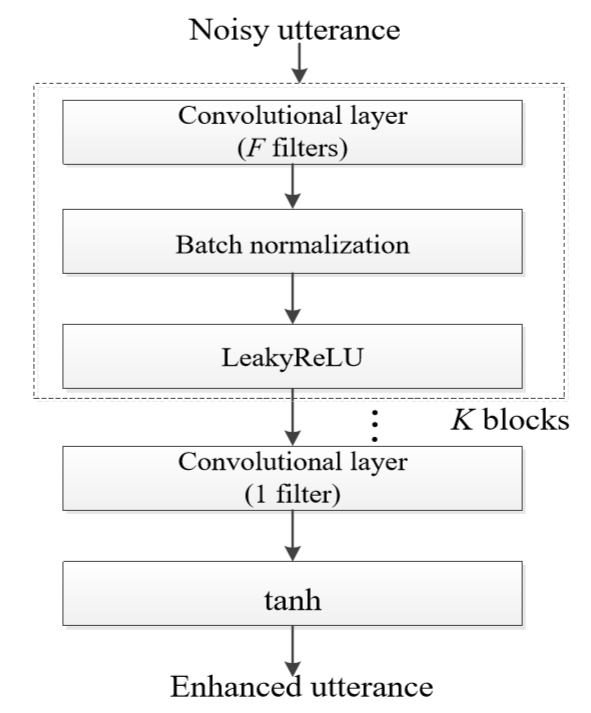 Noisy utterance
Convolutional layer
(F filters)
Batch normalization
LeakyReLU
K blocks
Convolutional layer
(1 filter)
tanh
Enhanced utterance